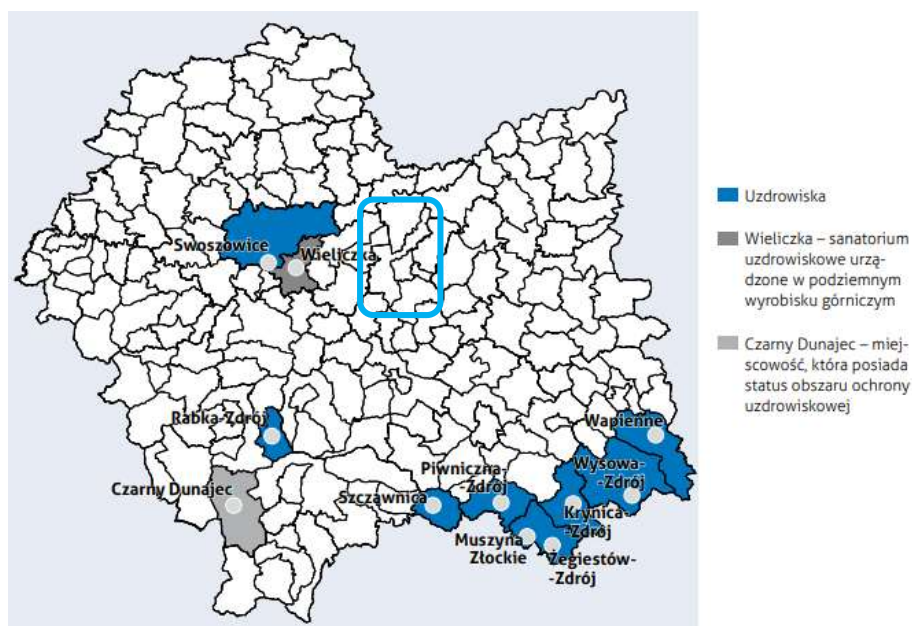 Swoszowice
Wieliczka
Rabka-Zdrój
Czarny Dunajec
Szczawnica
Piwniczna-
-Zdrój
Muszyna
Złockie
Żegiestów-
-Zdrój
Krynica-
-Zdrój
Wysowa-
-Zdrój
Wapienne
Uzdrowiska
Wieliczka – sanatorium
uzdrowiskowe urzą-
dzone w podziemnym
wyrobisku górniczym
Czarny Dunajec – miej-
scowość, która posiada
status obszaru ochrony
uzdrowiskowej